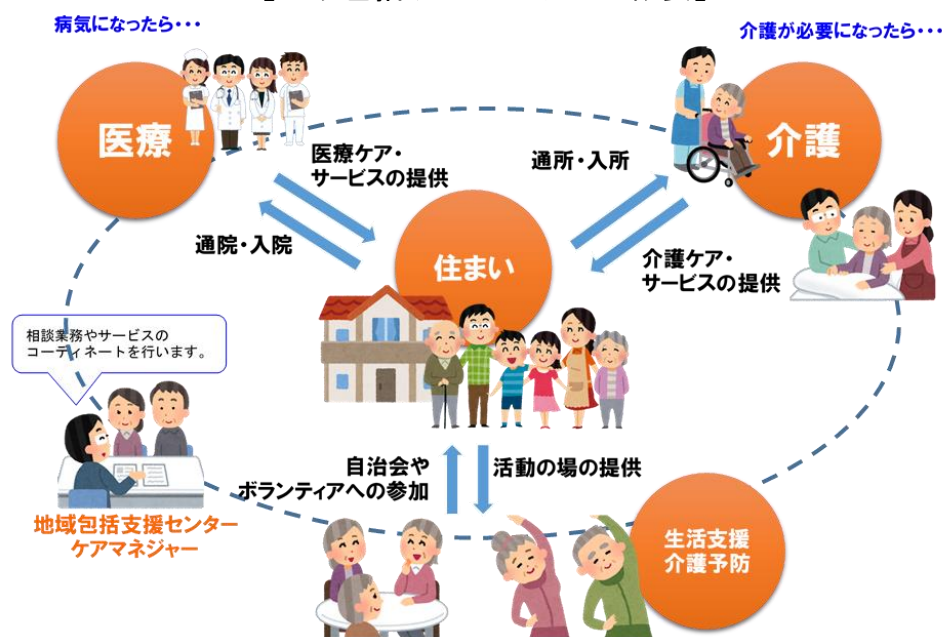 病気になったら・・・
介護が必要になったら・・・
医療
介護
医療ケア・
サービスの提供
通所・入所
通院・入院
住まい
介護ケア・
サービスの提供
相談業務やサービスの
コーディネートを行います。
自治会や
ボランティアへの参加
活動の場の提供
地域包括支援センター
ケアマネジャー
生活支援
介護予防